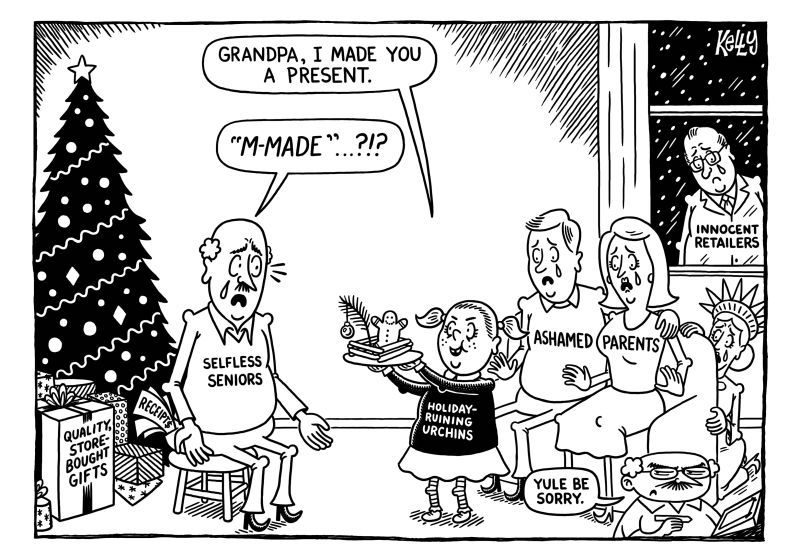 KELLY
GRANDPA, I MADE YOU
A PRESENT.
"M-MADE"...?!?
INNOCENT
RETAILERS
ASHAMED PARENTS
SELFLESS
SENIORS
HOLIDAY-
RUINING
URCHINS
RECEIPTS
QUALITY,
STORE-
BOUGHT
GIFTS
YULE BE
SORRY.